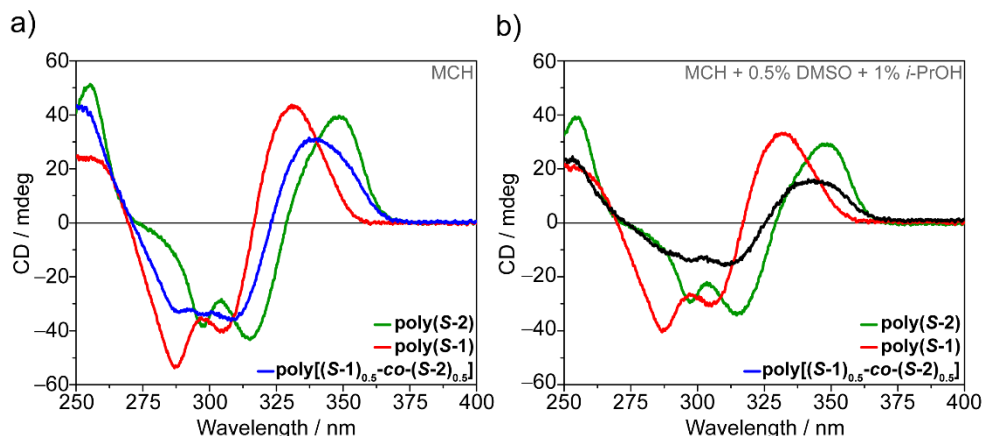 a)
MCH
CD / mdeg
60
40
20
0
–20
–40
–60
250
275
300
325
350
375
400
Wavelength / nm
poly(S-2)
poly(S-1)
poly[(S-1)0.5-co-(S-2)0.5]
b)
MCH + 0.5% DMSO + 1% i-PrOH
CD / mdeg
60
40
20
0
–20
–40
–60
250
275
300
325
350
375
400
Wavelength / nm
poly(S-2)
poly(S-1)
poly[(S-1)0.5-co-(S-2)0.5]